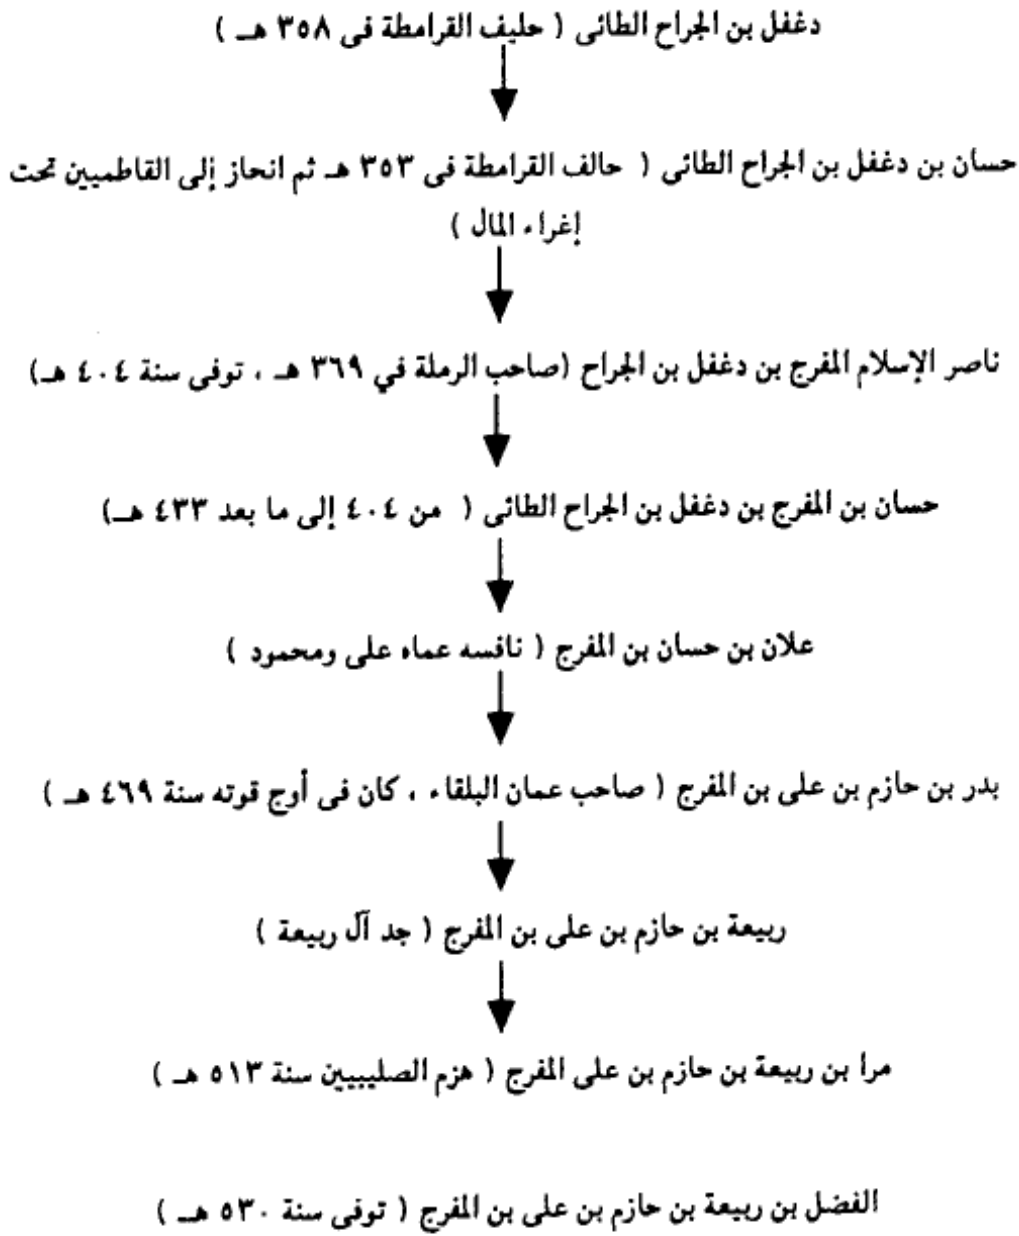 دغفل بن الجراح الطائى ( حليف القرامطة فى ٣٥٨ هـ )
حسان بن دغفل بن الجراح الطائى ( حالف القرامطة فى ٣٥٣ هـ ثم انحاز إلى القاطميين تحت
إغراء المال )
ناصر الإسلام المفرج بن دغفل بن الجراح (صاحب الرملة في ٣٦٩ هـ ، توفى سنة ٤٠٤ هـ)
حسان بن المفرج بن دغفل بن الجراح الطائى ( من ٤٠٤ إلى ما بعد ٤٣٣ هـ)
علان بن حسان بن المفرج ( نافسه عماه على ومحمود )
بدر بن حازم بن على بن المفرج ( صاحب عمان البلقاء ، كان فى أوج قوته سنة ٤٦٩ هـ )
ربيعة بن حازم بن على بن المفرج ( جد آل ربيعة )
مرا بن ربيعة بن حازم بن على المفرج ( هزم الصليبيين سنة ٥١٣ هـ )
الفضل بن ربيعة بن حازم بن على بن المفرج ( توفى سنة ٥٣٠ هـ )